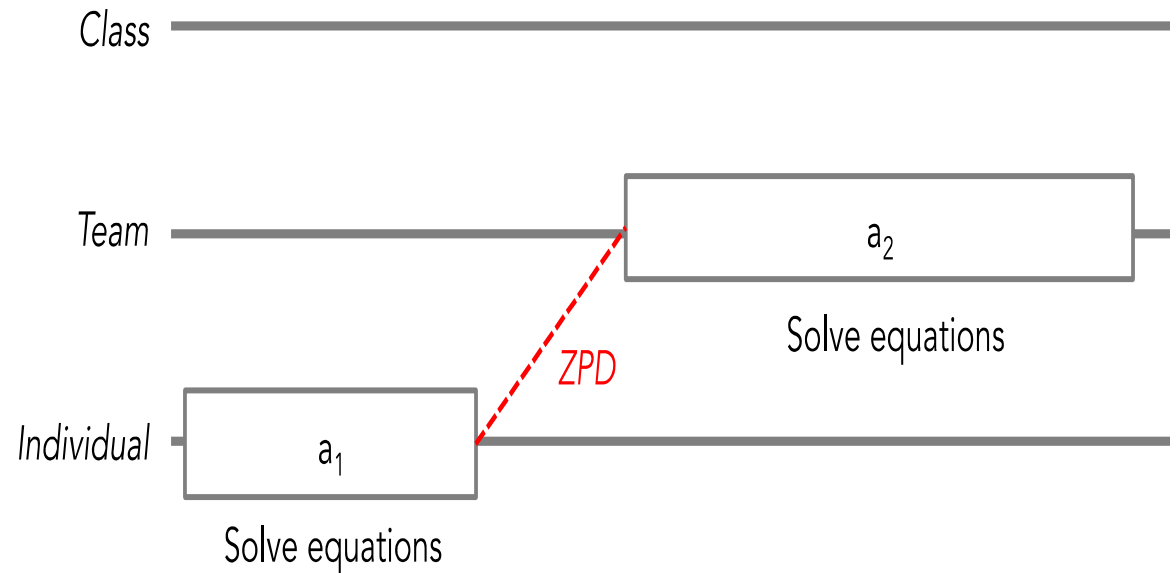 Class
Team
a2
Solve equations
ZPD
Individual
a1
Solve equations